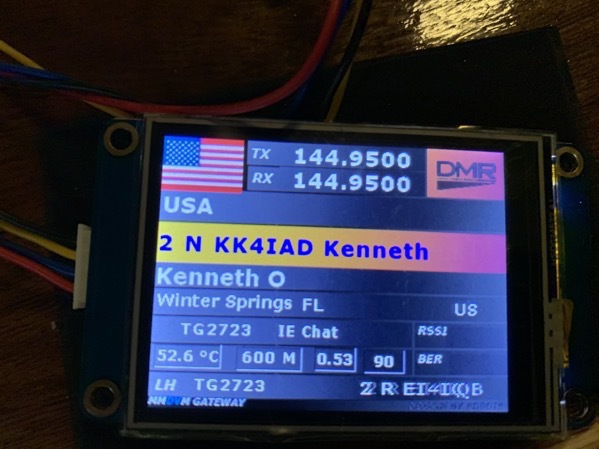 TX 144.9500
RX 144.9500
DMR
USA
2 N KK4IAD Kenneth
Kenneth O
Winter Springs FL US
TG2723 IE Chat RSSI
52.6 °C 600 M 0.53 90 BER
LH TG2723 2 R
MMDVM GATEWAY